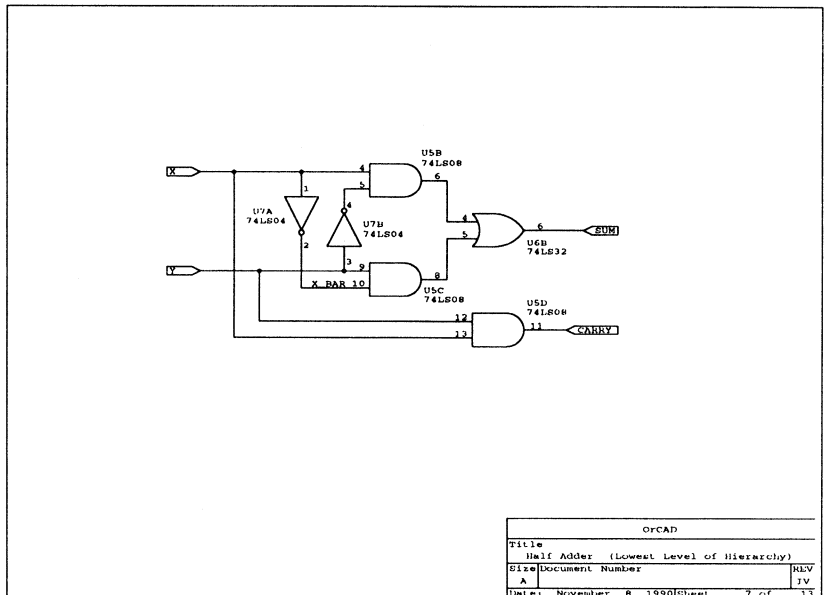 U5B
74LS08
X
4
6
5
1
U7A
74LS04
4
U7B
74LS04
2
3
4
5
6
SUM
U6B
74LS32
Y
9
8
X_BAR 10
U5C
74LS08
U5D
74LS08
12
13
11
CARRY
OrCAD
Title
Half Adder (Lowest Level of Hierarchy)
Size Document Number REV
A JV
Date: November 8, 1990 Sheet 7 of 13